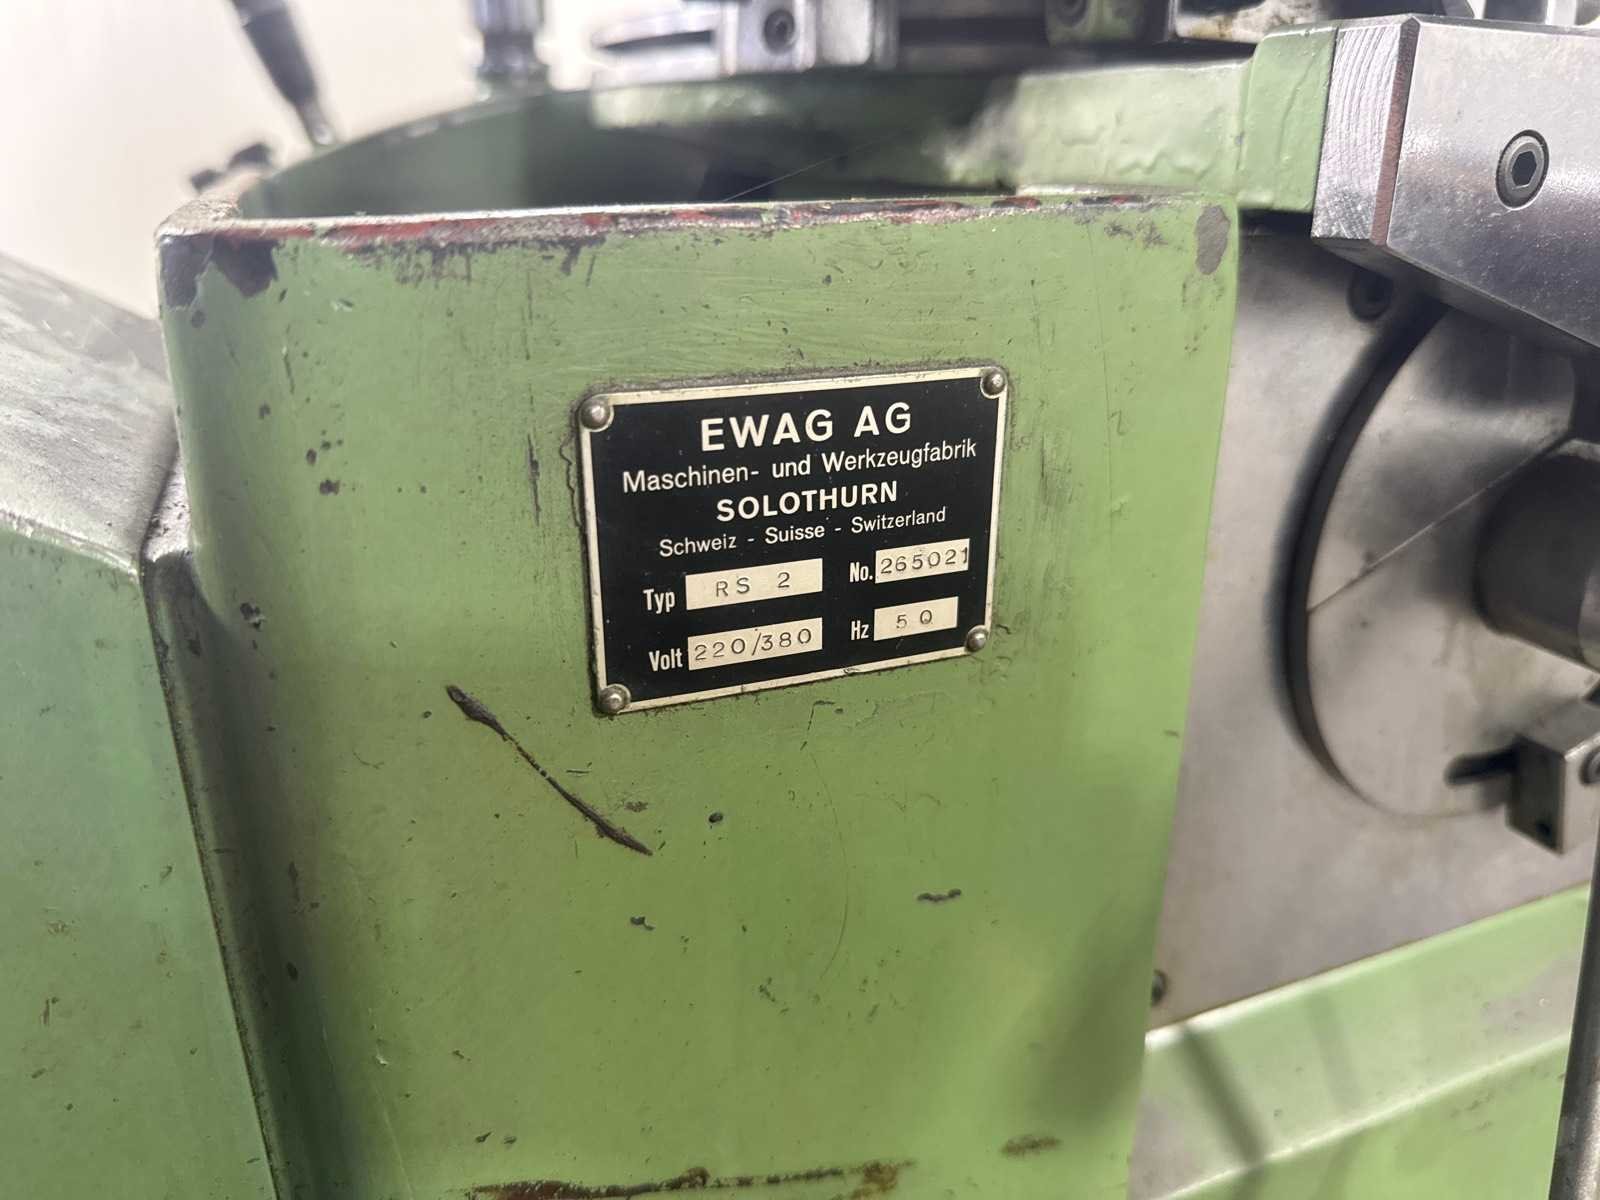 EWAG AG
Maschinen- und Werkzeugfabrik
SOLOTHURN
Schweiz - Suisse - Switzerland
Typ RS 2 No. 265021
Volt 220/380 Hz 50